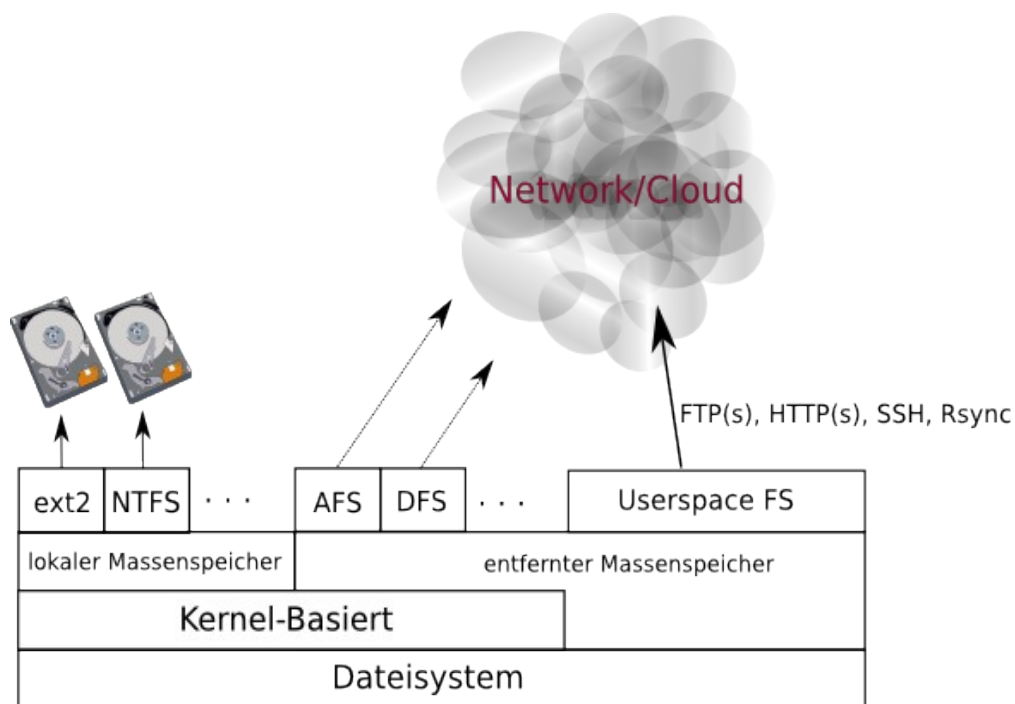 Network/Cloud
FTP(s), HTTP(s), SSH, Rsync
ext2 NTFS . . . AFS DFS . . . Userspace FS
lokaler Massenspeicher entfernter Massenspeicher
Kernel-Basiert
Dateisystem